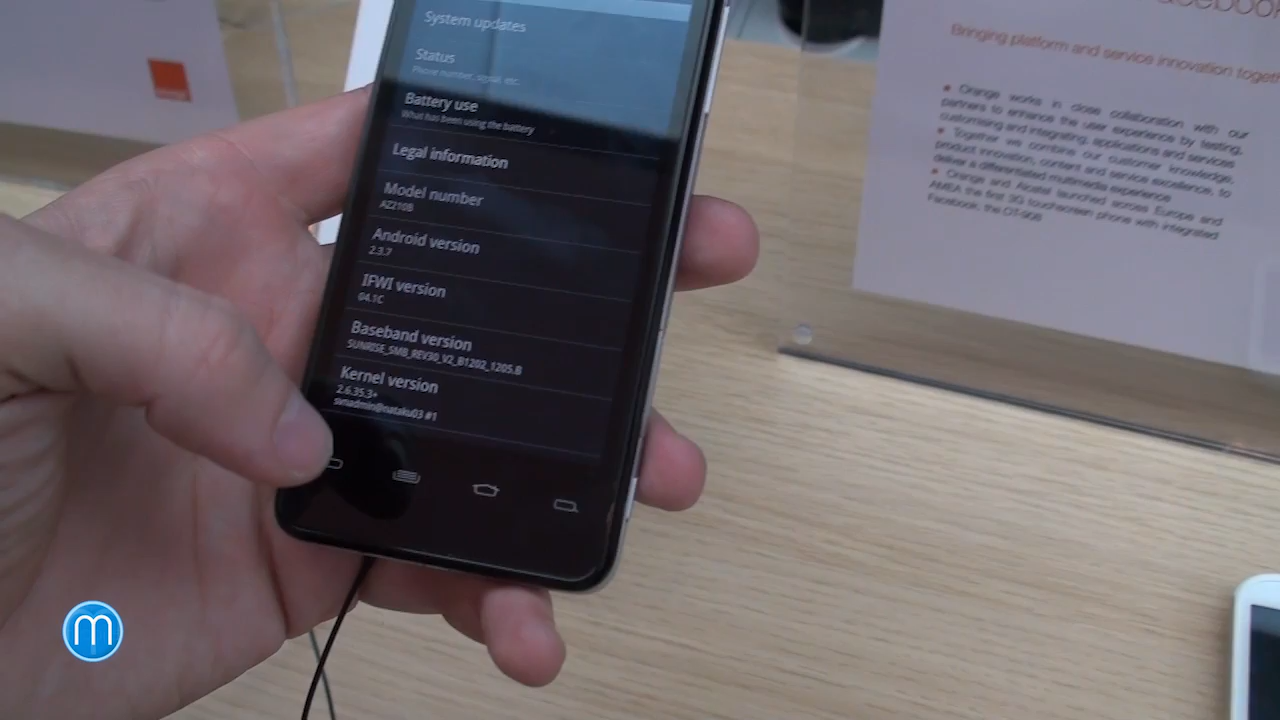 System updates
Status
Phone number, signal, etc.
Battery use
What has been using the battery
Legal information
Model number
AZ210B
Android version
2.3.7
IFWI version
04.1C
Baseband version
SUNRISE_SMB_REV30_V2_B1202_1205.B
Kernel version
2.6.35.3+
sinadmin@nataku03 #1
facebook
Bringing platform and service innovation togeth
• Orange works in close collaboration with our
partners to enhance the user experience by testing,
customising and integrating, applications and services
• Together we combine our customer knowledge,
product innovation, content and service excellence, to
deliver a differentiated multimedia experience
• Orange and Alcatel launched across Europe and
AMEA the first 3G touchscreen phone with integrated
Facebook: the OT-908
m